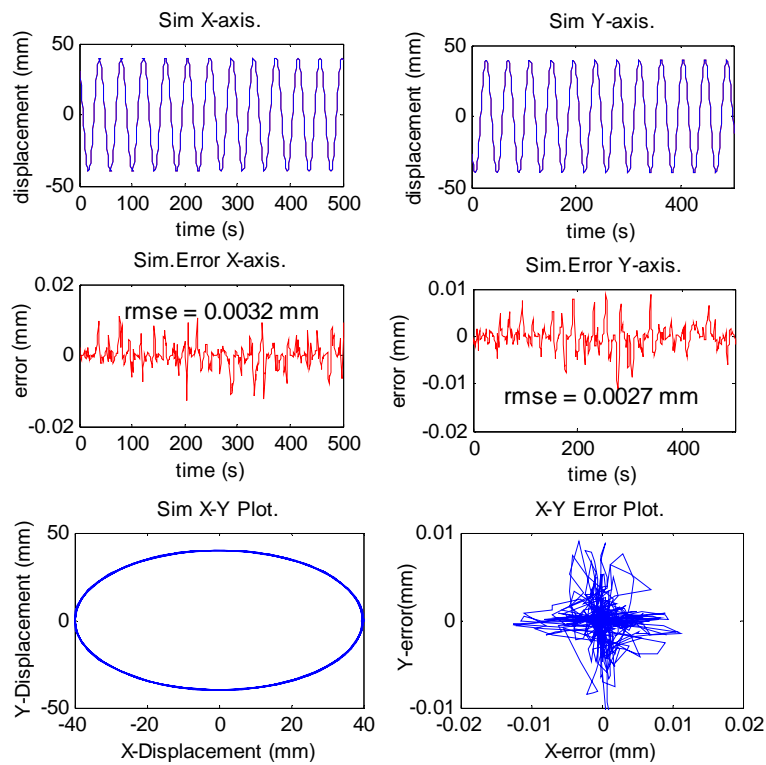 Sim X-axis.
displacement (mm)
50
0
-50
0 100 200 300 400 500
time (s)
Sim Y-axis.
displacement (mm)
50
0
-50
0 200 400
time (s)
Sim.Error X-axis.
error (mm)
0.02
0
-0.02
rmse = 0.0032 mm
0 100 200 300 400 500
time (s)
Sim.Error Y-axis.
error (mm)
0.01
0
-0.01
-0.02
rmse = 0.0027 mm
0 200 400
time (s)
Sim X-Y Plot.
Y-Displacement (mm)
50
0
-50
-40 -20 0 20 40
X-Displacement (mm)
X-Y Error Plot.
Y-error(mm)
0.01
0
-0.01
-0.02 -0.01 0 0.01 0.02
X-error (mm)